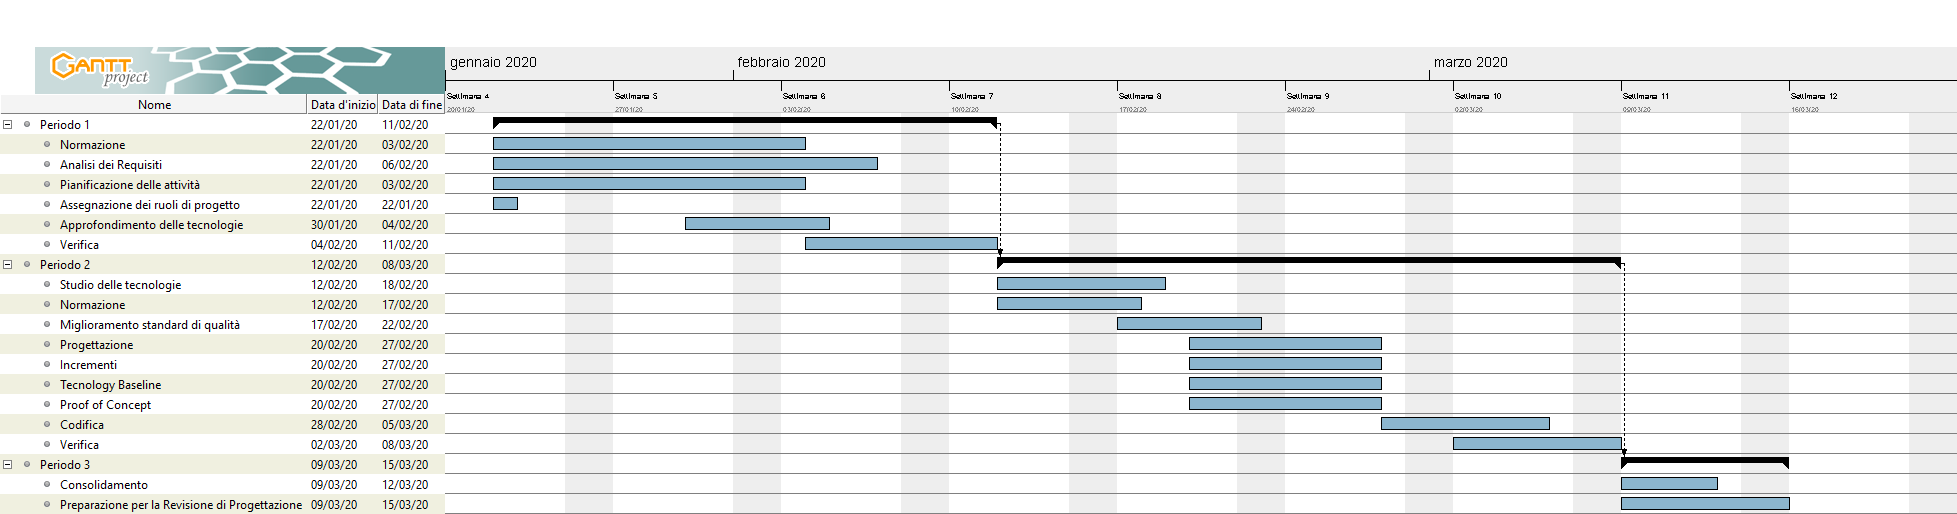 GANTT
project
gennaio 2020 febbraio 2020 marzo 2020
Settimana 4 Settimana 5 Settimana 6 Settimana 7 Settimana 8 Settimana 9 Settimana 10 Settimana 11 Settimana 12
20/01/20 27/01/20 03/02/20 10/02/20 17/02/20 24/02/20 02/03/20 09/03/20 16/03/20
Nome Data d'inizio Data di fine
Periodo 1 22/01/20 11/02/20
Normazione 22/01/20 03/02/20
Analisi dei Requisiti 22/01/20 06/02/20
Pianificazione delle attività 22/01/20 03/02/20
Assegnazione dei ruoli di progetto 22/01/20 22/01/20
Approfondimento delle tecnologie 30/01/20 04/02/20
Verifica 04/02/20 11/02/20
Periodo 2 12/02/20 08/03/20
Studio delle tecnologie 12/02/20 18/02/20
Normazione 12/02/20 17/02/20
Miglioramento standard di qualità 17/02/20 22/02/20
Progettazione 20/02/20 27/02/20
Incrementi 20/02/20 27/02/20
Tecnology Baseline 20/02/20 27/02/20
Proof of Concept 20/02/20 27/02/20
Codifica 28/02/20 05/03/20
Verifica 02/03/20 08/03/20
Periodo 3 09/03/20 15/03/20
Consolidamento 09/03/20 12/03/20
Preparazione per la Revisione di Progettazione 09/03/20 15/03/20